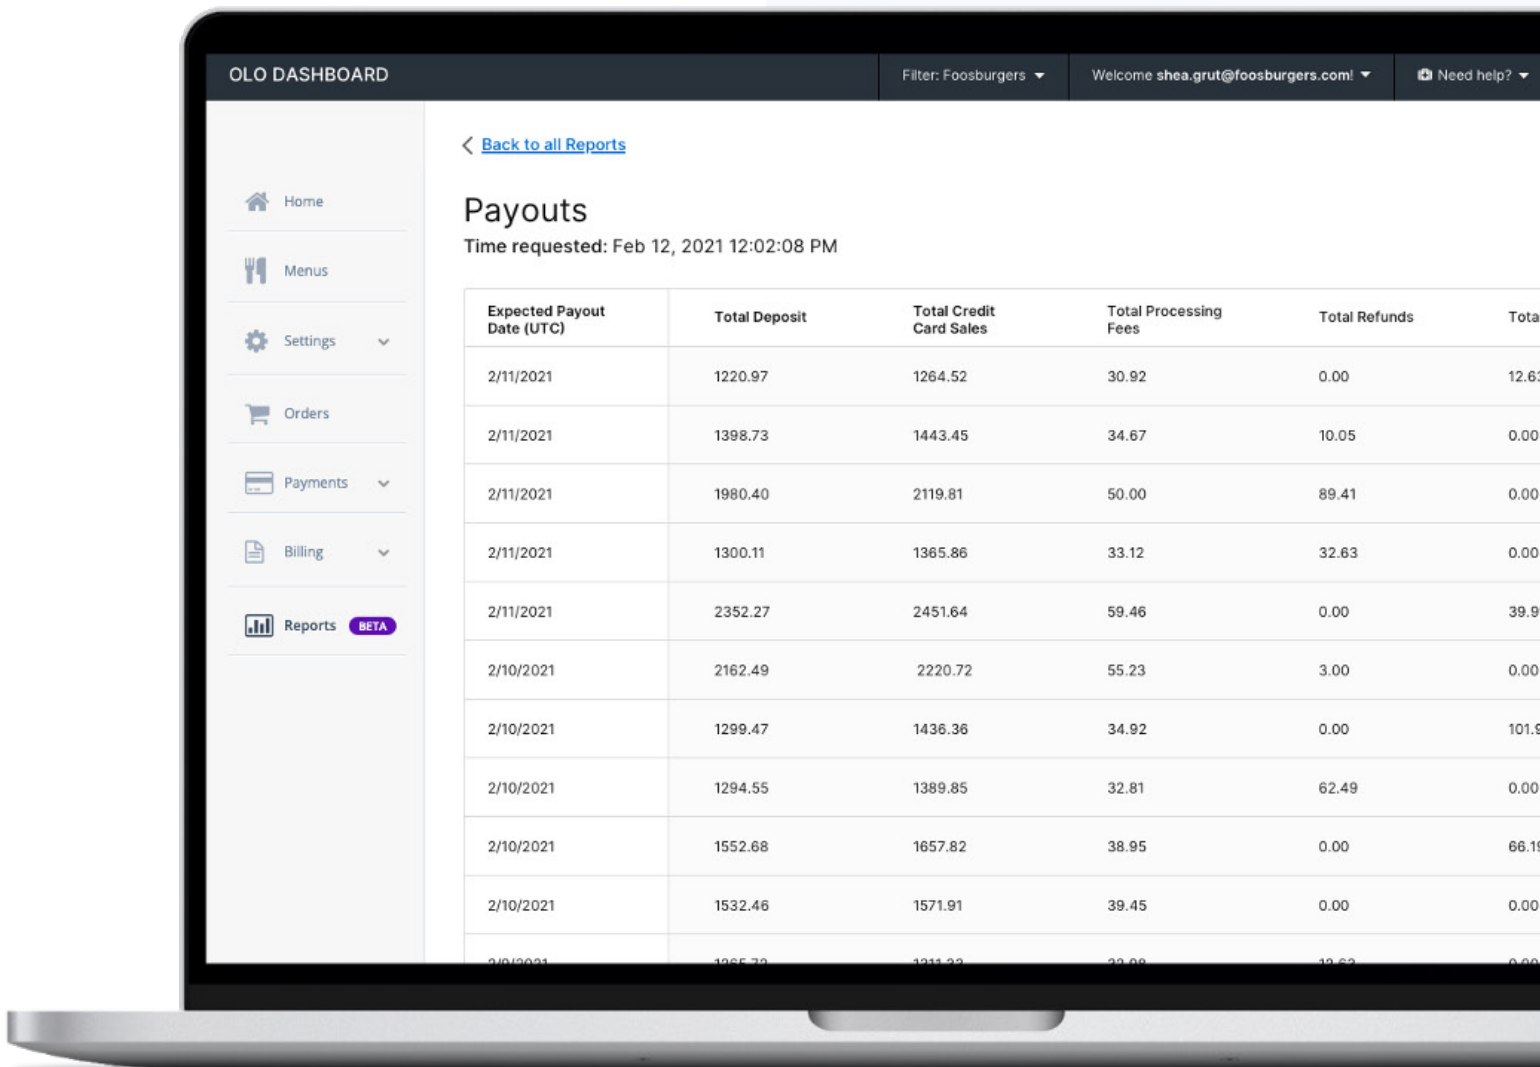 OLO DASHBOARD
Filter: Foosburgers
Welcome shea.grut@foosburgers.com!
Need help?
Back to all Reports
Home
Menus
Settings
Orders
Payments
Billing
Reports BETA
Payouts
Time requested: Feb 12, 2021 12:02:08 PM
Expected Payout Date (UTC) Total Deposit Total Credit Card Sales Total Processing Fees Total Refunds
2/11/2021 1220.97 1264.52 30.92 0.00 12.63
2/11/2021 1398.73 1443.45 34.67 10.05 0.00
2/11/2021 1980.40 2119.81 50.00 89.41 0.00
2/11/2021 1300.11 1365.86 33.12 32.63 0.00
2/11/2021 2352.27 2451.64 59.46 0.00 39.9
2/10/2021 2162.49 2220.72 55.23 3.00 0.00
2/10/2021 1299.47 1436.36 34.92 0.00 101.9
2/10/2021 1294.55 1389.85 32.81 62.49 0.00
2/10/2021 1552.68 1657.82 38.95 0.00 66.19
2/10/2021 1532.46 1571.91 39.45 0.00 0.00